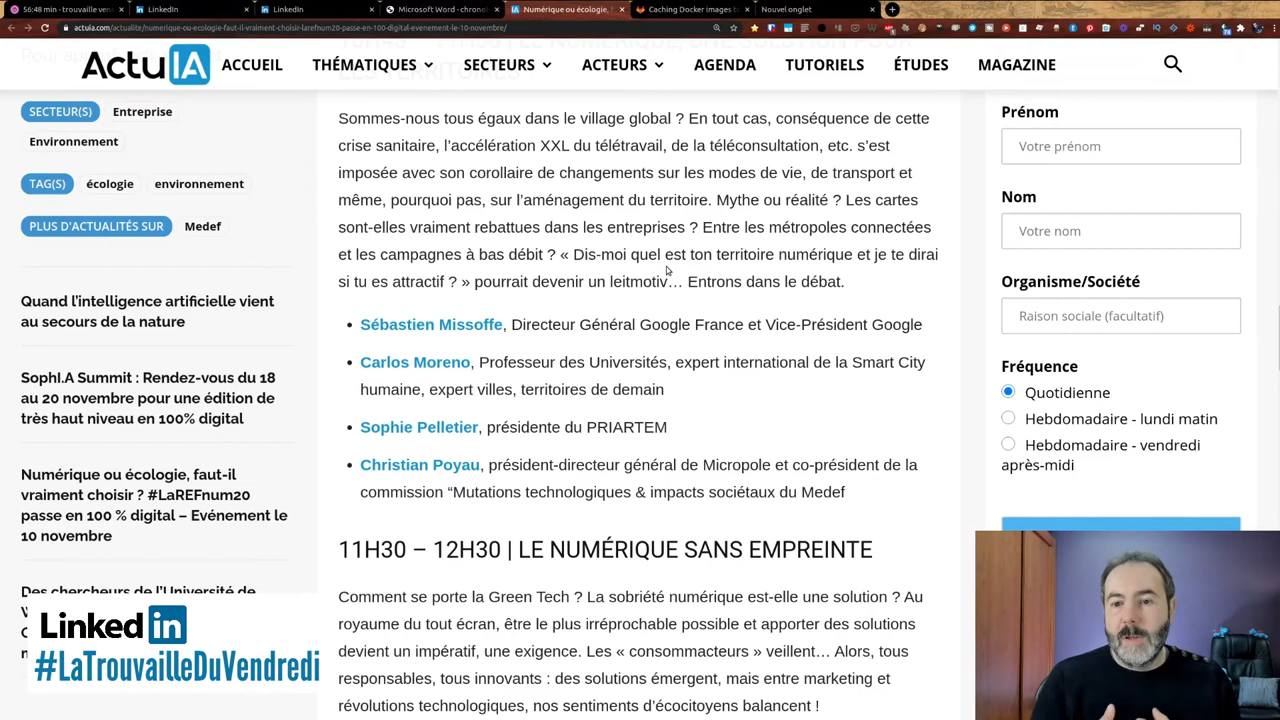 56:48 min - trouvaille ven
LinkedIn
LinkedIn
Microsoft Word - chronol
Numérique ou écologie,
Caching Docker images b
Nouvel onglet
actuia.com/actualite/numerique-ou-ecologie-faut-il-vraiment-choisir-larefnum20-passe-en-100-digital-evenement-le-10-novembre/
ActuIA
ACCUEIL
THÉMATIQUES
SECTEURS
ACTEURS
AGENDA
TUTORIELS
ÉTUDES
MAGAZINE
SECTEUR(S)
Entreprise
Environnement
TAG(S)
écologie
environnement
PLUS D'ACTUALITÉS SUR
Medef
Quand l'intelligence artificielle vient
au secours de la nature
SophI.A Summit : Rendez-vous du 18
au 20 novembre pour une édition de
très haut niveau en 100% digital
Numérique ou écologie, faut-il
vraiment choisir ? #LaREFnum20
passe en 100 % digital – Evénement le
10 novembre
Des chercheurs de l'Université de
LinkedIn
#LaTrouvailleDuVendredi
Sommes-nous tous égaux dans le village global ? En tout cas, conséquence de cette
crise sanitaire, l'accélération XXL du télétravail, de la téléconsultation, etc. s'est
imposée avec son corollaire de changements sur les modes de vie, de transport et
même, pourquoi pas, sur l'aménagement du territoire. Mythe ou réalité ? Les cartes
sont-elles vraiment rebattues dans les entreprises ? Entre les métropoles connectées
et les campagnes à bas débit ? « Dis-moi quel est ton territoire numérique et je te dirai
si tu es attractif ? » pourrait devenir un leitmotiv… Entrons dans le débat.
• Sébastien Missoffe, Directeur Général Google France et Vice-Président Google
• Carlos Moreno, Professeur des Universités, expert international de la Smart City
humaine, expert villes, territoires de demain
• Sophie Pelletier, présidente du PRIARTEM
• Christian Poyau, président-directeur général de Micropole et co-président de la
commission “Mutations technologiques & impacts sociétaux du Medef
11H30 – 12H30 | LE NUMÉRIQUE SANS EMPREINTE
Comment se porte la Green Tech ? La sobriété numérique est-elle une solution ? Au
royaume du tout écran, être le plus irréprochable possible et apporter des solutions
devient un impératif, une exigence. Les « consommacteurs » veillent… Alors, tous
responsables, tous innovants : des solutions émergent, mais entre marketing et
révolutions technologiques, nos sentiments d'écocitoyens balancent !
Prénom
Votre prénom
Nom
Votre nom
Organisme/Société
Raison sociale (facultatif)
Fréquence
Quotidienne
Hebdomadaire - lundi matin
Hebdomadaire - vendredi
après-midi